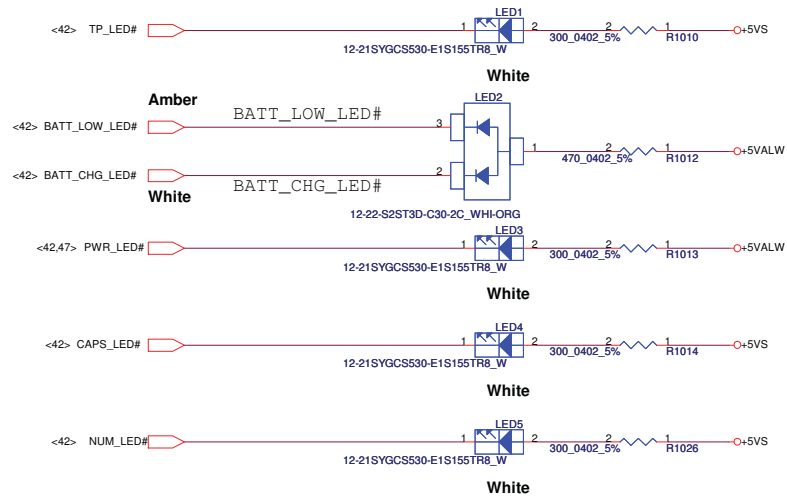 LED1
<42> TP_LED# 1 2 2 1 +5VS
12-21SYGCS530-E1S155TR8_W 300_0402_5% R1010
White
Amber
LED2
BATT_LOW_LED#
<42> BATT_LOW_LED# 3
1 2 1 +5VALW
470_0402_5% R1012
<42> BATT_CHG_LED# 2
BATT_CHG_LED#
White
12-22-S2ST3D-C30-2C_WHI-ORG
LED3
<42,47> PWR_LED# 1 2 2 1 +5VALW
12-21SYGCS530-E1S155TR8_W 300_0402_5% R1013
White
LED4
<42> CAPS_LED# 1 2 2 1 +5VS
12-21SYGCS530-E1S155TR8_W 300_0402_5% R1014
White
LED5
<42> NUM_LED# 1 2 2 1 +5VS
12-21SYGCS530-E1S155TR8_W 300_0402_5% R1026
White